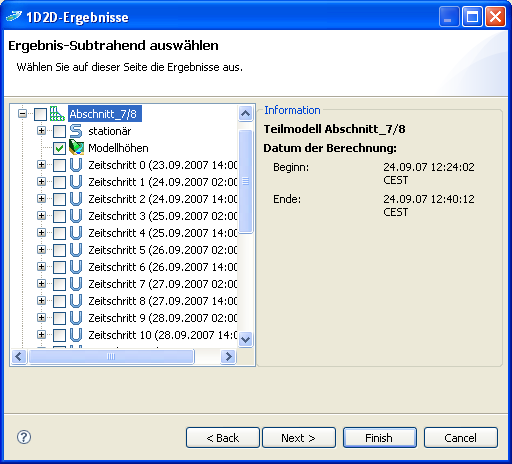 1D2D-Ergebnisse
Ergebnis-Subtrahend auswählen
Wählen Sie auf dieser Seite die Ergebnisse aus.
Abschnitt_7/8
stationär
Modellhöhen
Zeitschritt 0 (23.09.2007 14:00
Zeitschritt 1 (24.09.2007 02:00
Zeitschritt 2 (24.09.2007 14:00
Zeitschritt 3 (25.09.2007 02:00
Zeitschritt 4 (25.09.2007 14:00
Zeitschritt 5 (26.09.2007 02:00
Zeitschritt 6 (26.09.2007 14:00
Zeitschritt 7 (27.09.2007 02:00
Zeitschritt 8 (27.09.2007 14:00
Zeitschritt 9 (28.09.2007 02:00
Zeitschritt 10 (28.09.2007 14:0
Information
Teilmodell Abschnitt_7/8
Datum der Berechnung:
Beginn: 24.09.07 12:24:02
CEST
Ende: 24.09.07 12:40:12
CEST
?
< Back
Next >
Finish
Cancel